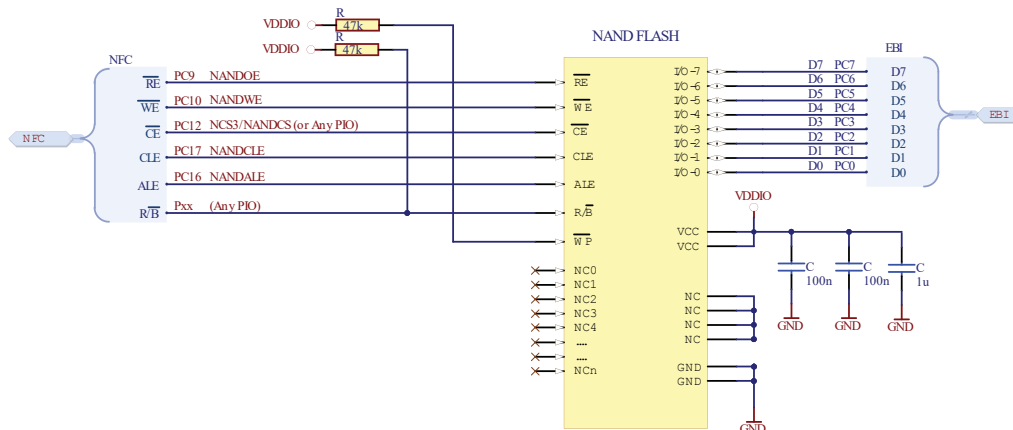 R
VDDIO 47k
R
VDDIO 47k
NAND FLASH
NFC
EBI
RE PC9 NANDOE RE
WE PC10 NANDWE WE
CE PC12 NCS3/NANDCS (or Any PIO) CE
CLE PC17 NANDCLE CLE
ALE PC16 NANDALE ALE
R/B Pxx (Any PIO) R/B
WP
NFC
NC0
NC1
NC2
NC3
NC4
....
....
NCn
I/O-7 D7 PC7 D7
I/O-6 D6 PC6 D6
I/O-5 D5 PC5 D5
I/O-4 D4 PC4 D4
I/O-3 D3 PC3 D3
I/O-2 D2 PC2 D2
I/O-1 D1 PC1 D1
I/O-0 D0 PC0 D0
EBI
VDDIO
VCC
VCC
C
100n
C
100n
C
1u
GND
GND
GND
NC
NC
NC
NC
GND
GND
GND